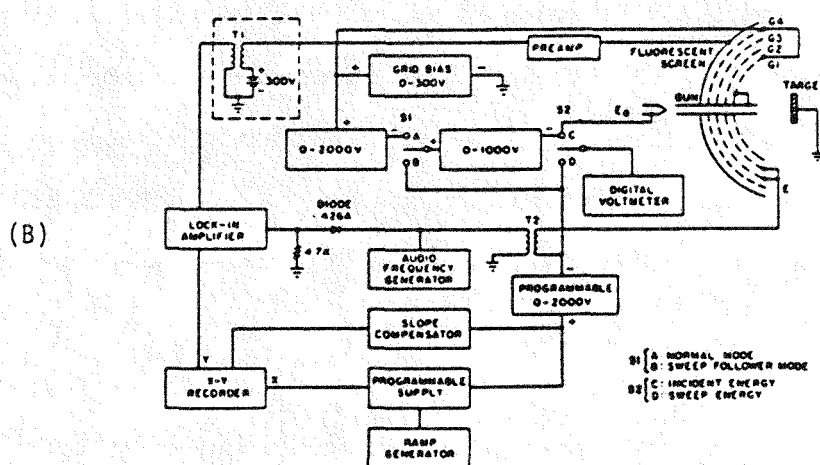 T1
300V
+
-
PREAMP
FLUORESCENT
SCREEN
G4
G3
G2
G1
GRID BIAS
0-300V
+
-
GUN
TARGE
E0
S1
S2
+
0-2000V
-
A
B
+
0-1000V
-
C
D
DIGITAL
VOLTMETER
E
(B)
LOCK-IN
AMPLIFIER
DIODE
426A
AUDIO
FREQUENCY
GENERATOR
T2
-
PROGRAMMABLE
0-2000V
+
SLOPE
COMPENSATOR
Y
X-Y
RECORDER
X
PROGRAMMABLE
SUPPLY
RAMP
GENERATOR
S1 { A: NORMAL MODE
B: SWEEP FOLLOWER MODE
S2 { C: INCIDENT ENERGY
D: SWEEP ENERGY